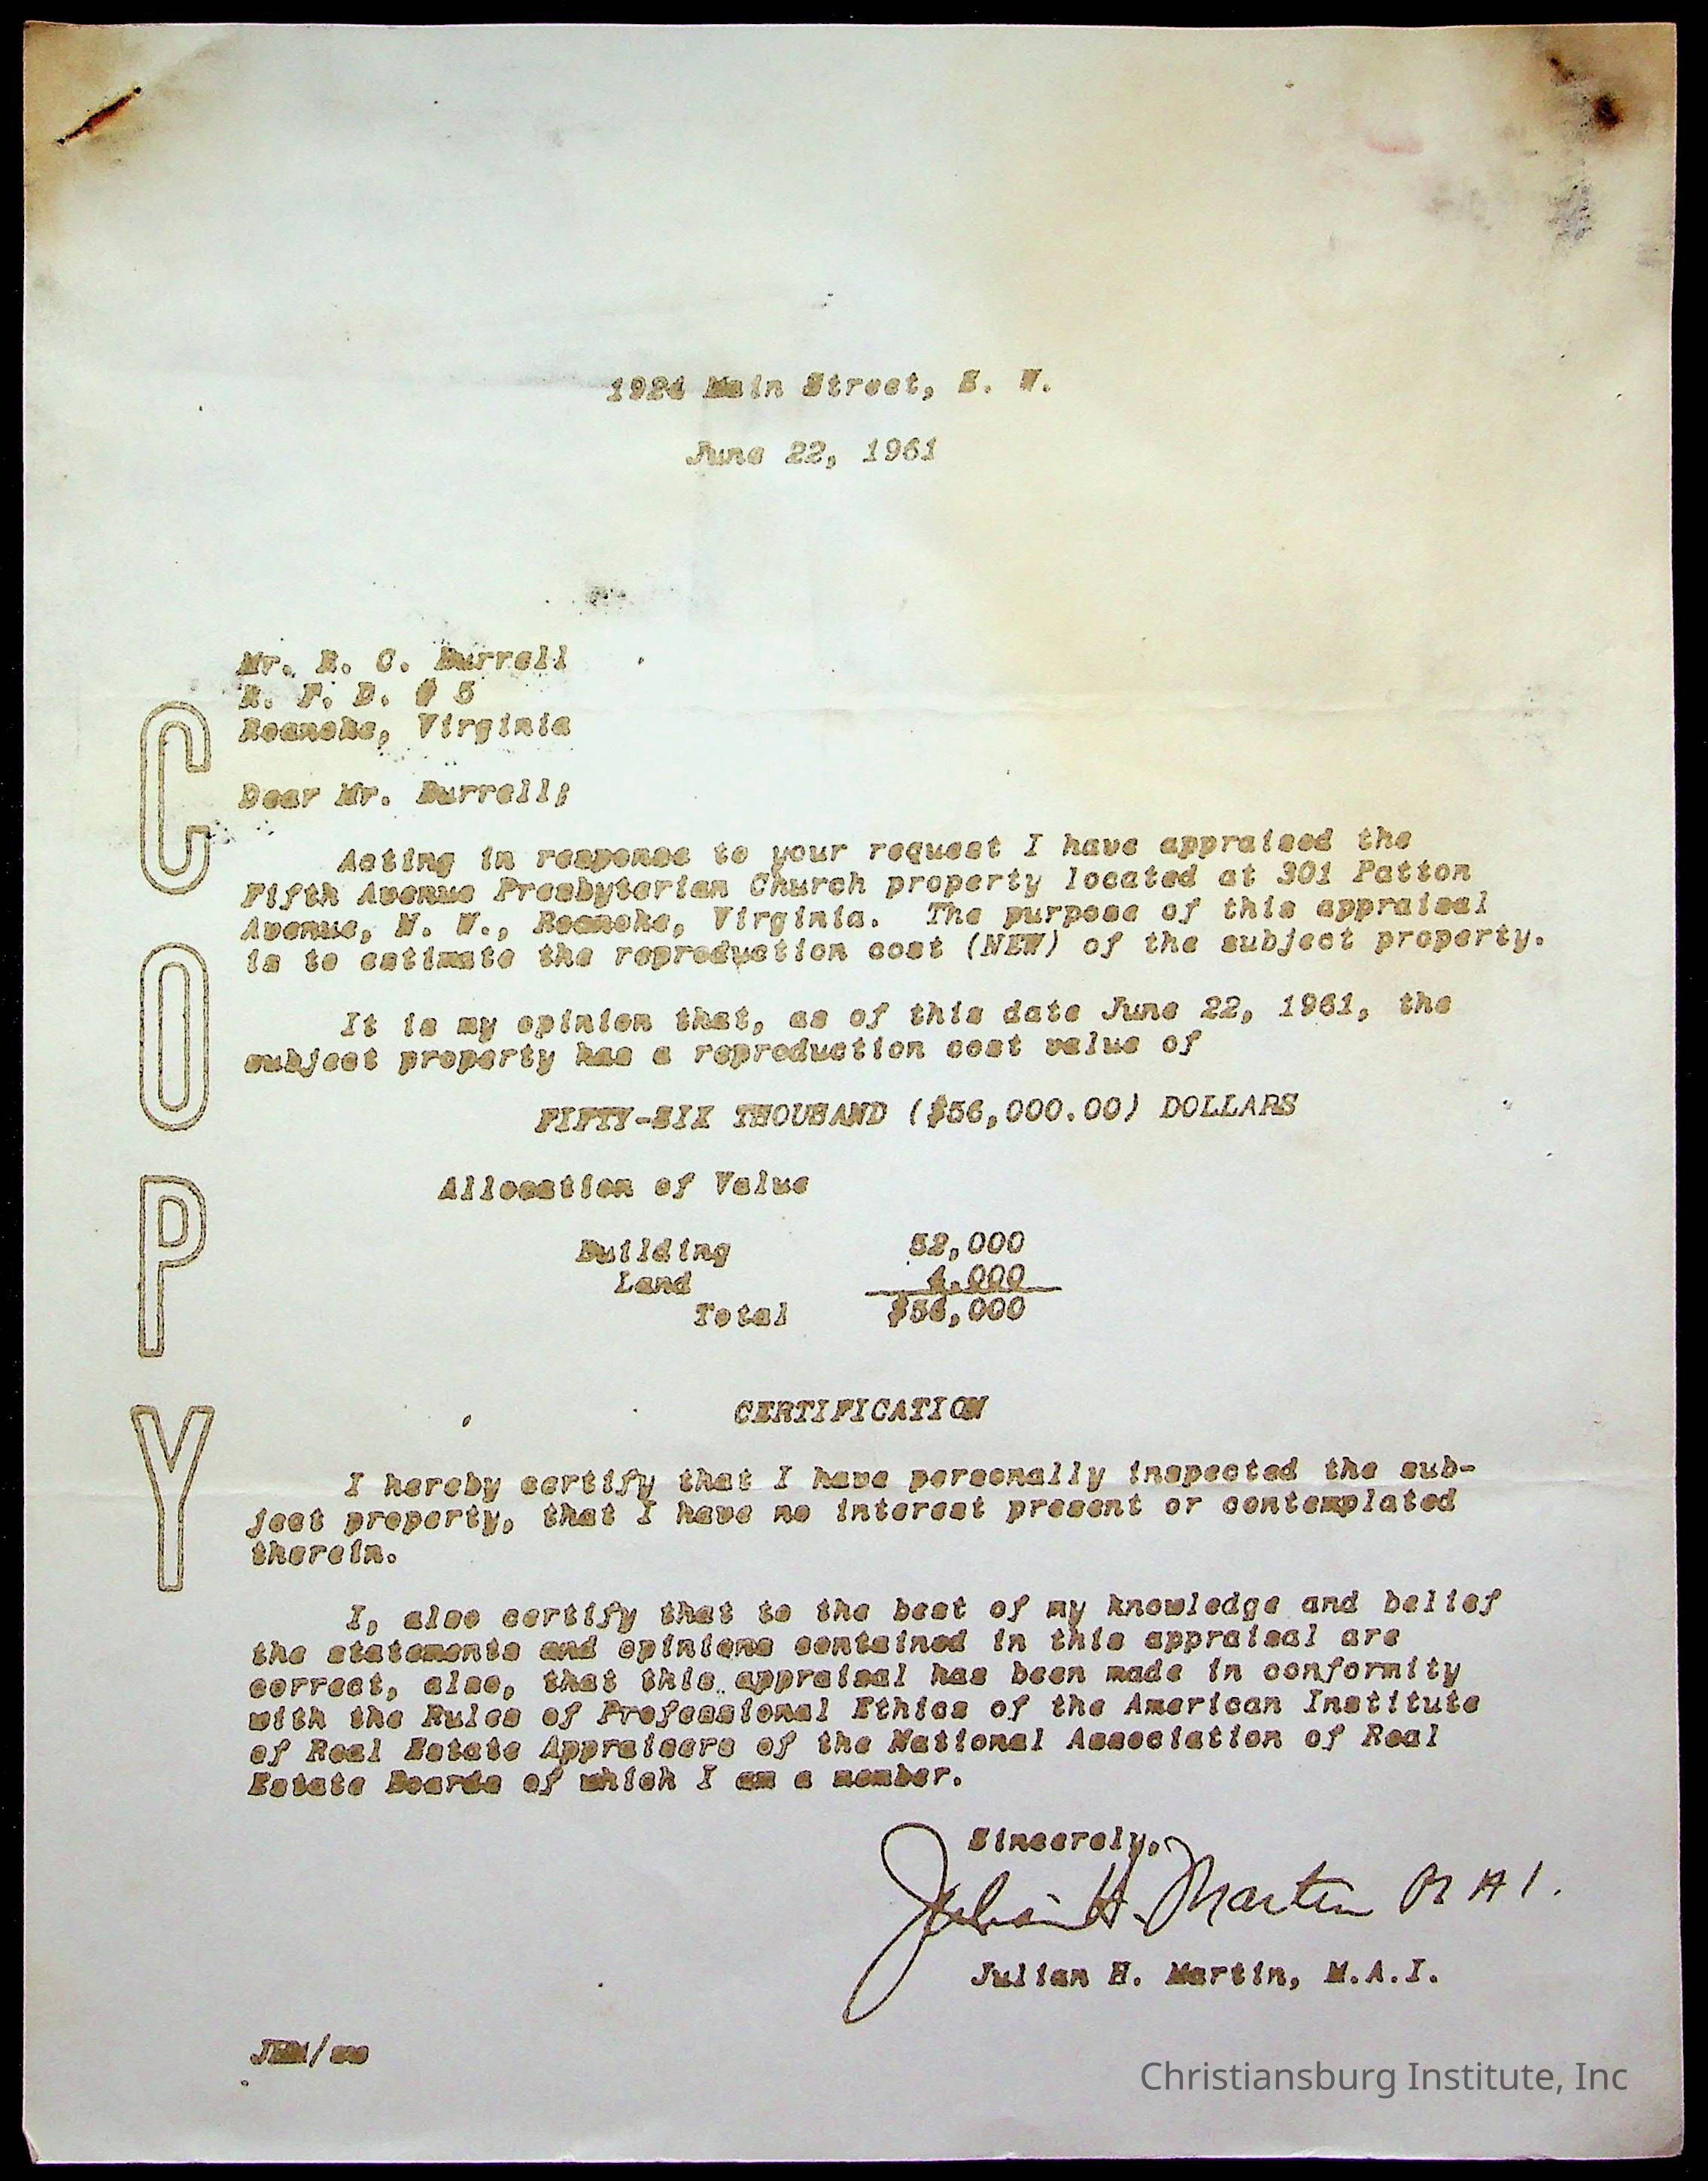 1924 Main Street, S. W.
June 22, 1961
Mr. R. C. Burrell
R. F. D. # 5
Roanoke, Virginia
Dear Mr. Burrell;
Acting in response to your request I have appraised the
Fifth Avenue Presbyterian Church property located at 301 Patton
Avenue, N. W., Roanoke, Virginia. The purpose of this appraisal
is to estimate the reproduction cost (NEW) of the subject property.
It is my opinion that, as of this date June 22, 1961, the
subject property has a reproduction cost value of
FIFTY-SIX THOUSAND ($56,000.00) DOLLARS
Allocation of Value
Building 52,000
Land 4,000
Total $56,000
CERTIFICATION
I hereby certify that I have personally inspected the sub-
ject property, that I have no interest present or contemplated
therein.
I, also certify that to the best of my knowledge and belief
the statements and opinions contained in this appraisal are
correct, also, that this appraisal has been made in conformity
with the Rules of Professional Ethics of the American Institute
of Real Estate Appraisers of the National Association of Real
Estate Boards of which I am a member.
Sincerely,
Julian H. Martin M A I.
Julian H. Martin, M.A.I.
JHM/
COPY
Christiansburg Institute, Inc